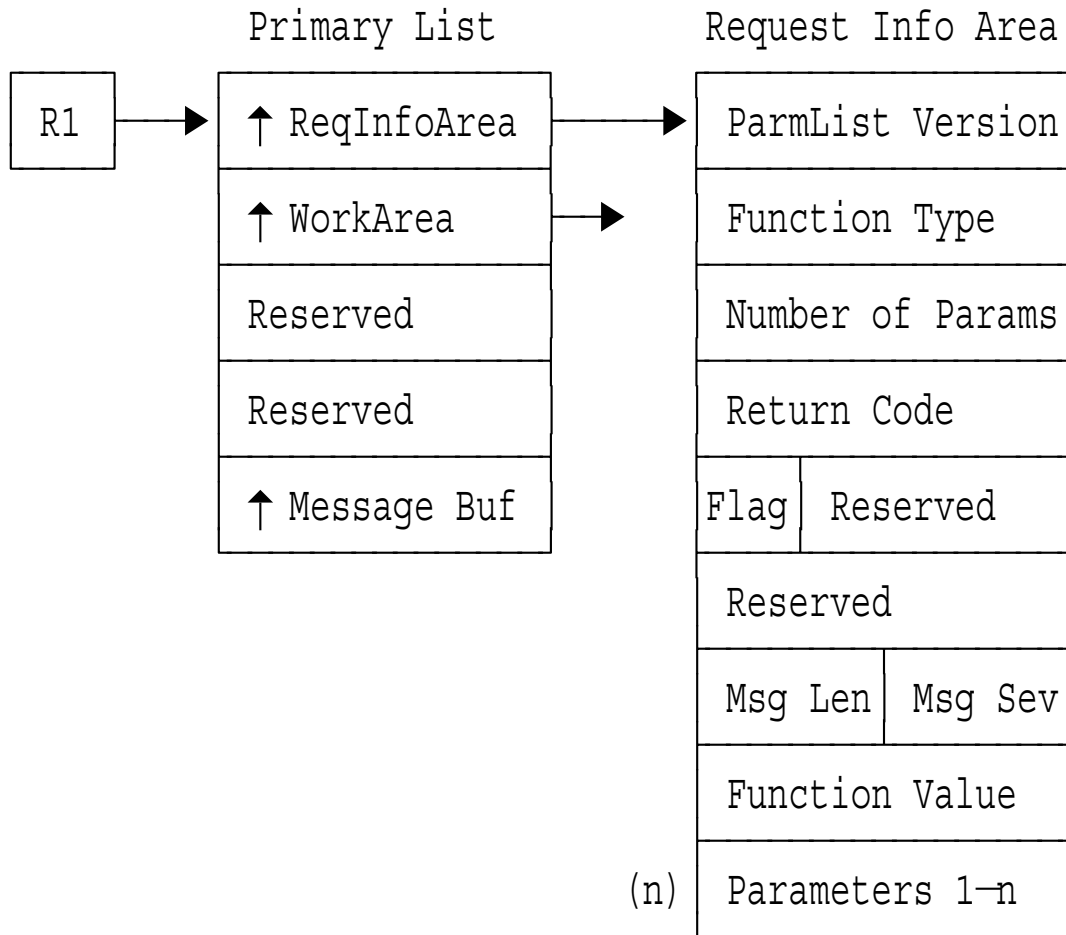 Primary List
Request Info Area
R1
↑ ReqInfoArea
ParmList Version
↑ WorkArea
Function Type
Reserved
Number of Params
Reserved
Return Code
↑ Message Buf
Flag
Reserved
Reserved
Msg Len
Msg Sev
Function Value
(n)
Parameters 1—n